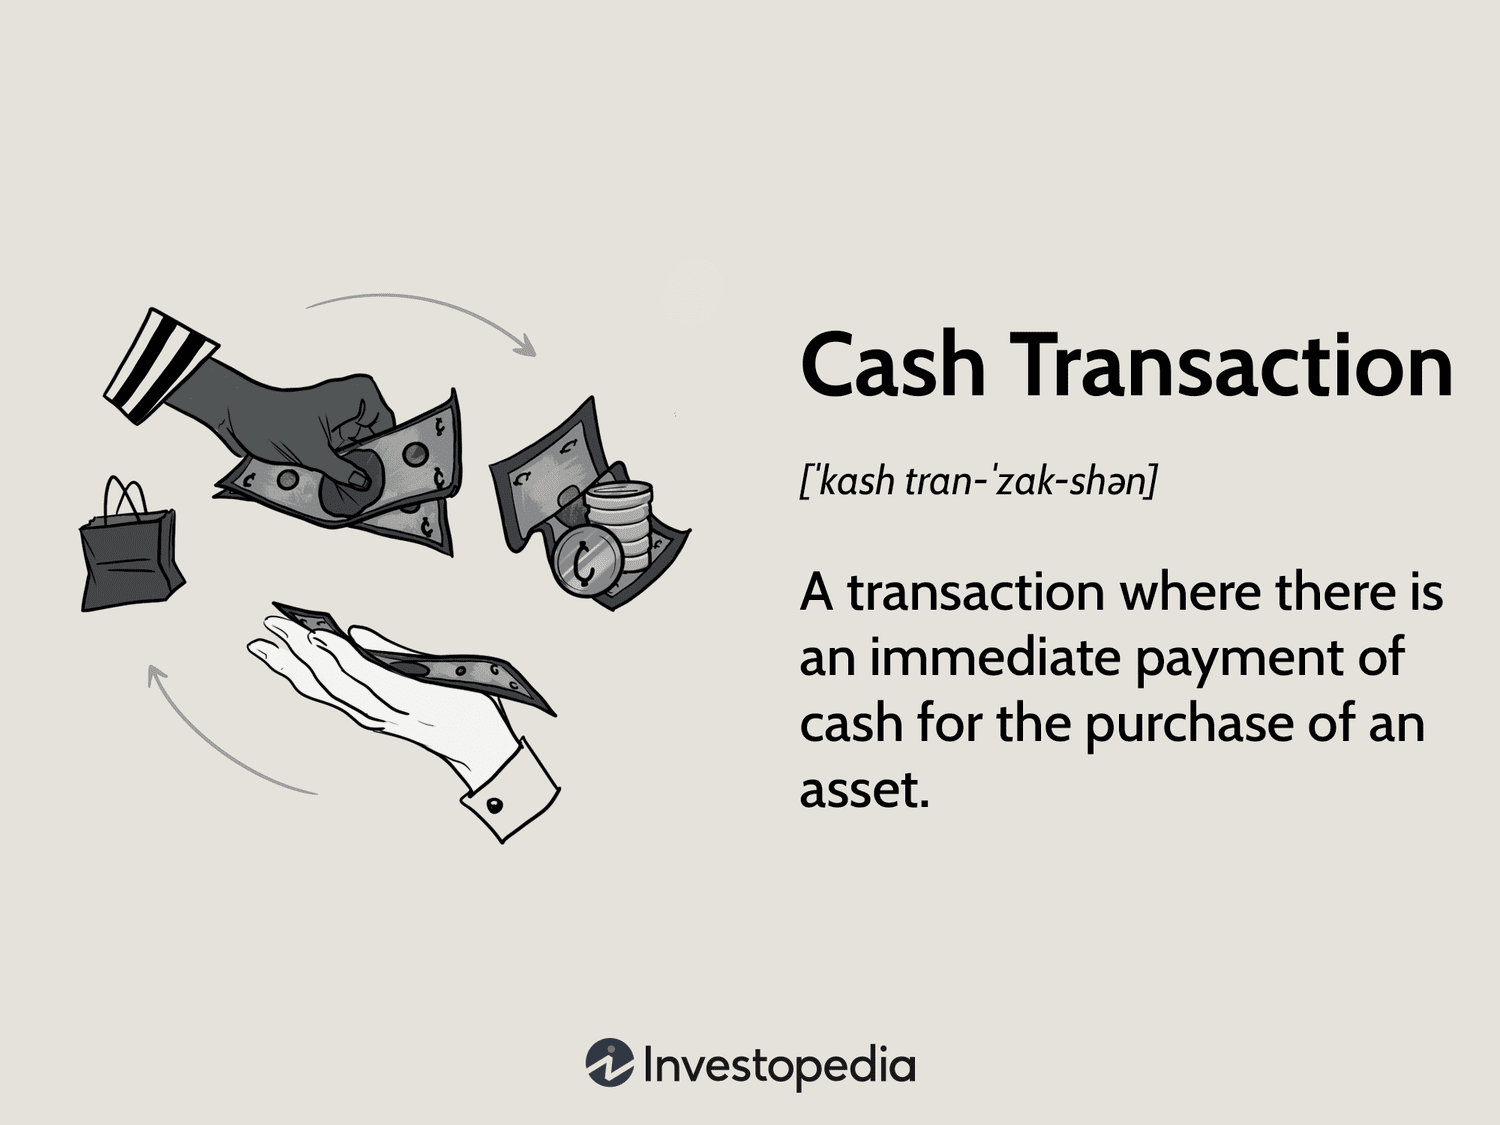 Cash Transaction
[ˈkash tran-ˈzak-shən]
A transaction where there is
an immediate payment of
cash for the purchase of an
asset.
Investopedia